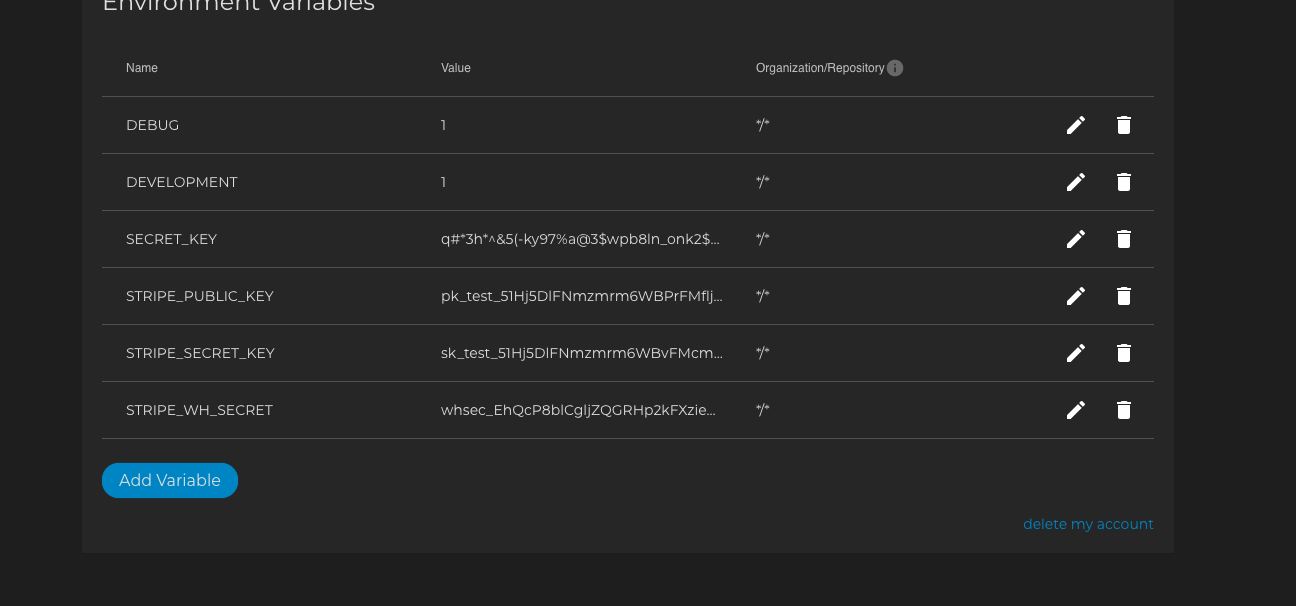 Environment Variables
Name Value Organization/Repository i
DEBUG 1 */*
DEVELOPMENT 1 */*
SECRET_KEY q#*3h*^&5(-ky97%a@3$wpb8ln_onk2$...
STRIPE_PUBLIC_KEY pk_test_51Hj5DlFNmzmrm6WBPrFMflj... */*
STRIPE_SECRET_KEY sk_test_51Hj5DlFNmzmrm6WBvFMcm... */*
STRIPE_WH_SECRET whsec_EhQcP8blCgljZQGRHp2kFXzie... */*
Add Variable
delete my account